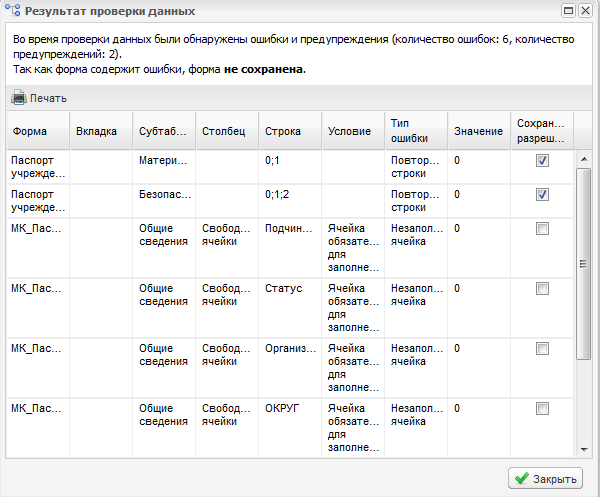 Результат проверки данных
Во время проверки данных были обнаружены ошибки и предупреждения (количество ошибок: 6, количество
предупреждений: 2).
Так как форма содержит ошибки, форма не сохранена.
Печать
Форма Вкладка Субтаб... Столбец Строка Условие Тип ошибки Значение Сохран... разреш...
Паспорт учрежде... Матери... 0;1 Повтор... строки 0
Паспорт учрежде... Безопас... 0;1;2 Повтор... строки 0
МК_Пас... Общие сведения Свобод... ячейки Подчин... Ячейка обязате... для заполне... Незапол... ячейка 0
МК_Пас... Общие сведения Свобод... ячейки Статус Ячейка обязате... для заполне... Незапол... ячейка 0
МК_Пас... Общие сведения Свобод... ячейки Организ... Ячейка обязате... для заполне... Незапол... ячейка 0
МК_Пас... Общие сведения Свобод... ячейки ОКРУГ Ячейка обязате... для заполне... Незапол... ячейка 0
Закрыть